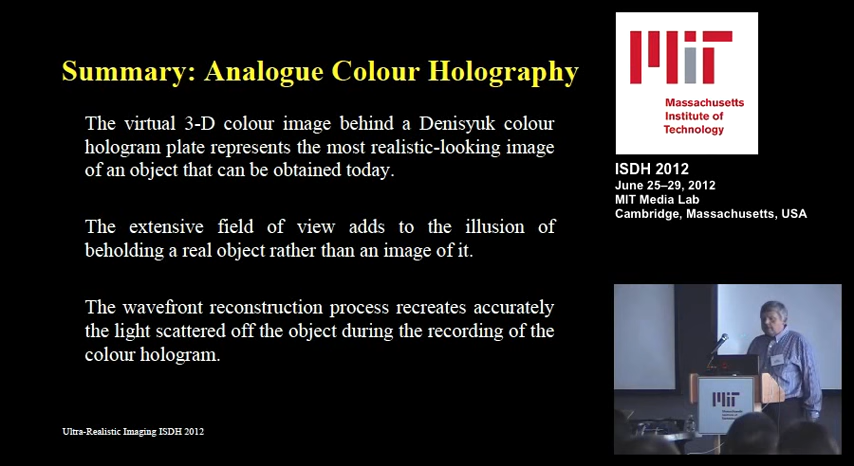 Summary: Analogue Colour Holography
The virtual 3-D colour image behind a Denisyuk colour
hologram plate represents the most realistic-looking image
of an object that can be obtained today.
The extensive field of view adds to the illusion of
beholding a real object rather than an image of it.
The wavefront reconstruction process recreates accurately
the light scattered off the object during the recording of the
colour hologram.
Ultra-Realistic Imaging ISDH 2012
MIT
Massachusetts
Institute of
Technology
ISDH 2012
June 25–29, 2012
MIT Media Lab
Cambridge, Massachusetts, USA
MIT